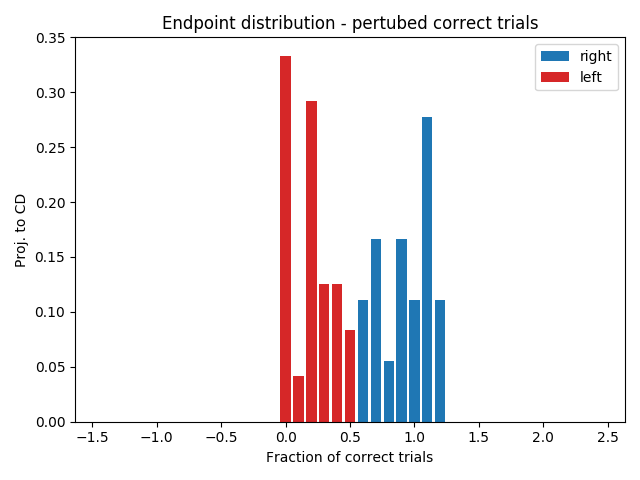 Endpoint distribution - pertubed correct trials
right
left
Proj. to CD
0.35
0.30
0.25
0.20
0.15
0.10
0.05
0.00
−1.5 −1.0 −0.5 0.0 0.5 1.0 1.5 2.0 2.5
Fraction of correct trials